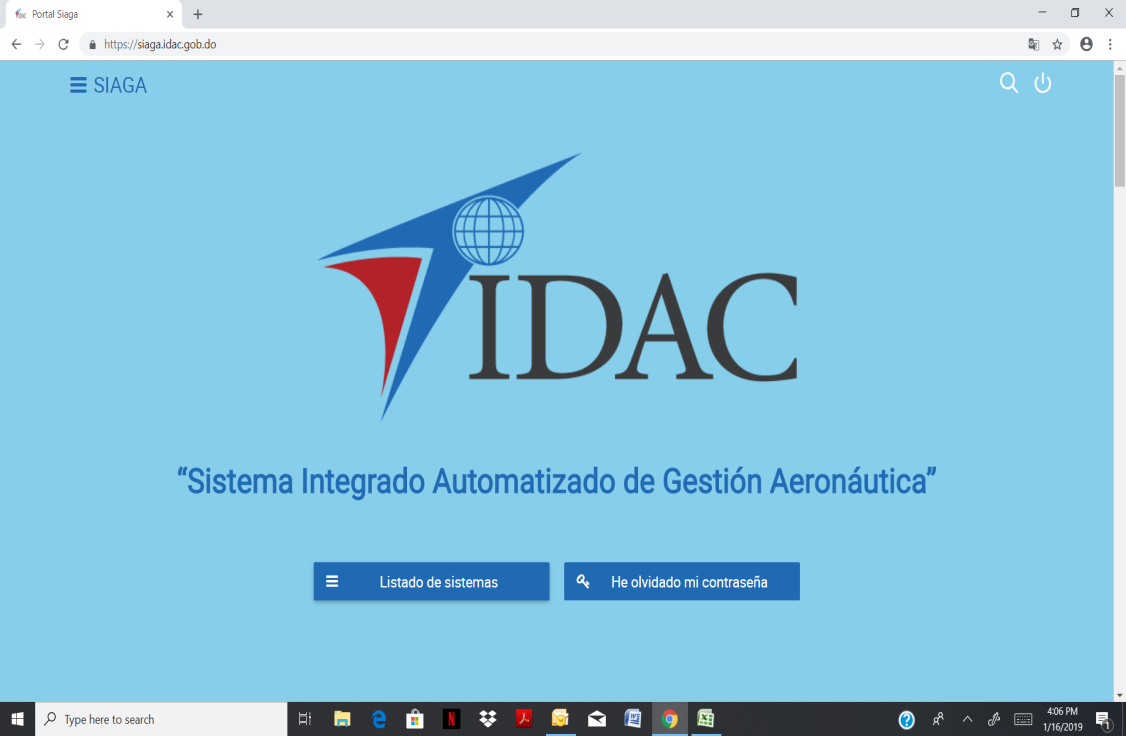 Portal Siaga
https://siaga.idac.gob.do
SIAGA
IDAC
“Sistema Integrado Automatizado de Gestión Aeronáutica”
Listado de sistemas
He olvidado mi contraseña
Type here to search
4:06 PM
1/16/2019